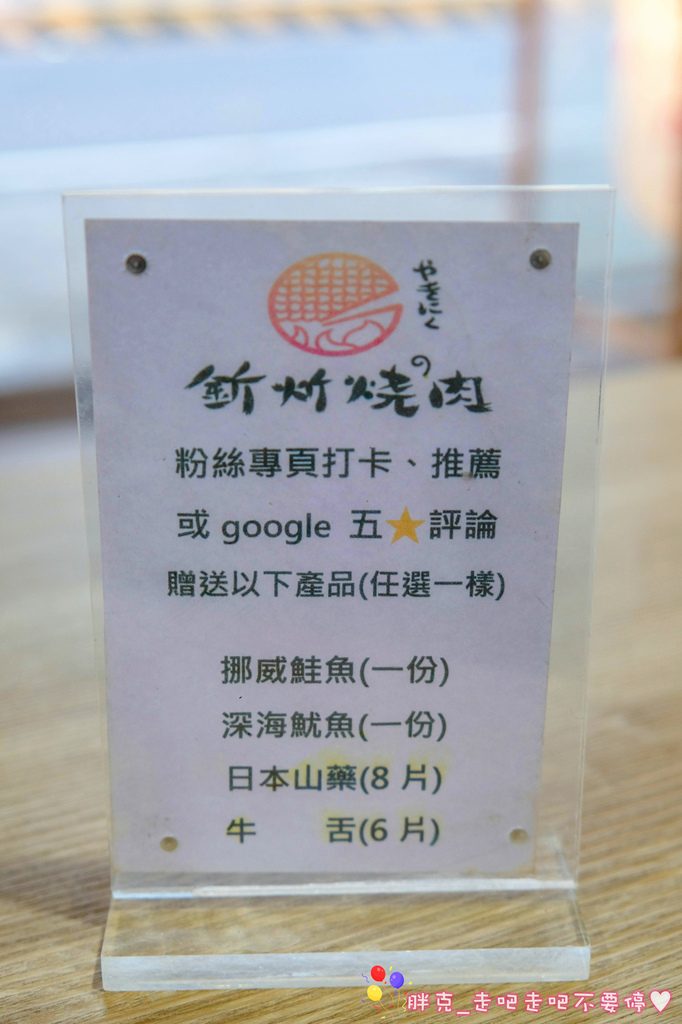 やきにく
釿炘燒の肉
粉絲專頁打卡、推薦
或 google 五⭐評論
贈送以下產品(任選一樣)
挪威鮭魚(一份)
深海魷魚(一份)
日本山藥(8 片)
牛 舌(6 片)
胖克_走吧走吧不要停♥